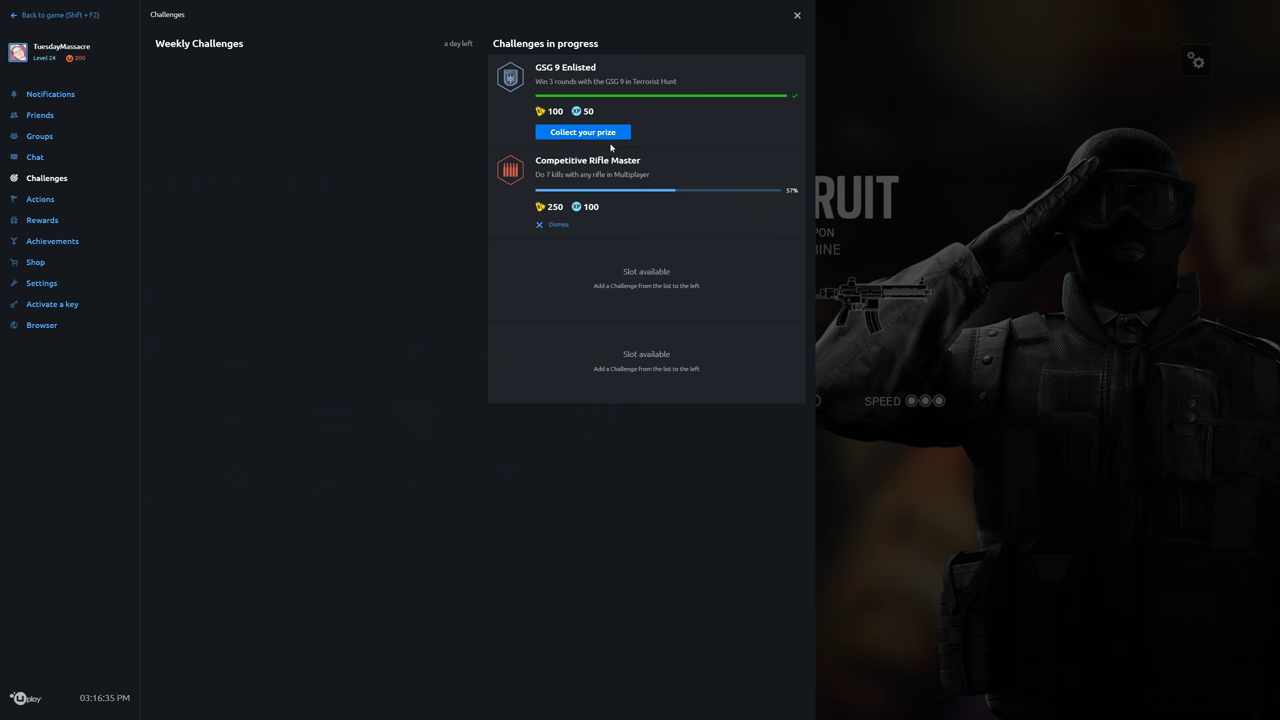 Back to game (Shift + F2)
Challenges
TuesdayMassacre
Level 24
200
Notifications
Friends
Groups
Chat
Challenges
Actions
Rewards
Achievements
Shop
Settings
Activate a key
Browser
uplay
03:16:35 PM
Weekly Challenges
a day left
Challenges in progress
GSG 9 Enlisted
Win 3 rounds with the GSG 9 in Terrorist Hunt
100 XP 50
Collect your prize
Competitive Rifle Master
Do 7 kills with any rifle in Multiplayer
57%
250 XP 100
Dismiss
Slot available
Add a Challenge from the list to the left
Slot available
Add a Challenge from the list to the left
RUIT
PON
BINE
SPEED